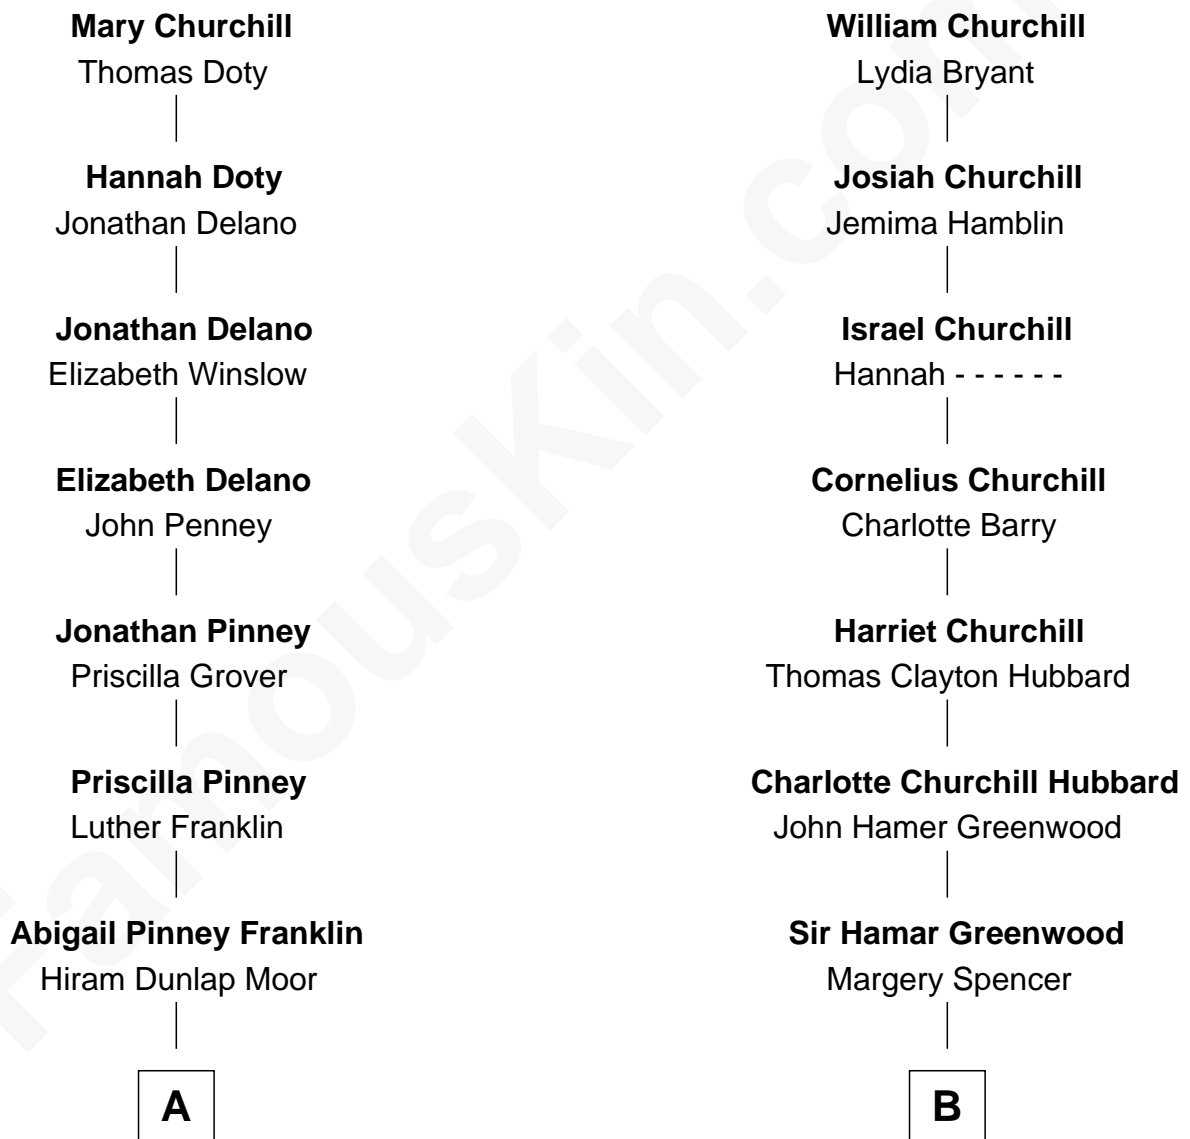 Mary Churchill
Thomas Doty
Hannah Doty
Jonathan Delano
Jonathan Delano
Elizabeth Winslow
Elizabeth Delano
John Penney
Jonathan Pinney
Priscilla Grover
Priscilla Pinney
Luther Franklin
Abigail Pinney Franklin
Hiram Dunlap Moor
A
William Churchill
Lydia Bryant
Josiah Churchill
Jemima Hamblin
Israel Churchill
Hannah - - - - - -
Cornelius Churchill
Charlotte Barry
Harriet Churchill
Thomas Clayton Hubbard
Charlotte Churchill Hubbard
John Hamer Greenwood
Sir Hamar Greenwood
Margery Spencer
B
FamousKin.com